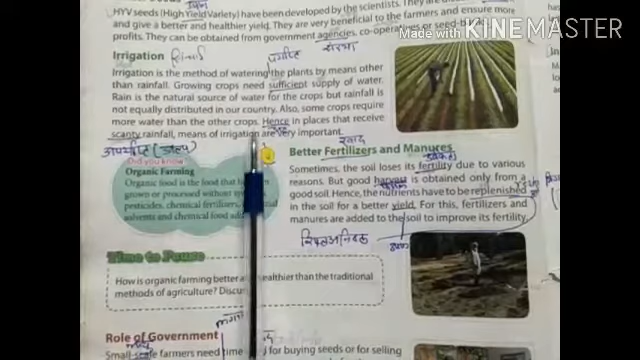 HYV seeds (High Yield Variety) have been developed by the scientists. They are
and give a better and healthier yield. They are very beneficial to the farmers and ensure more
profits. They can be obtained from government agencies, co-operatives or seed-
Made with KINEMASTER
Irrigation सिंचाई पर्याप्त संस्था
Irrigation is the method of watering the plants by means other
than rainfall. Growing crops need sufficient supply of water.
Rain is the natural source of water for the crops but rainfall is
not equally distributed in our country. Also, some crops require
more water than the other crops. Hence in places that receive
scanty rainfall, means of irrigation are very important.
Did you know
Organic Farming
Organic food is the food that
grown or processed without
pesticides, chemical fertilizers,
solvents and chemical food
खाद
Better Fertilizers and Manures
Sometimes, the soil loses its fertility due to various
reasons. But good harvest is obtained only from a
good soil. Hence, the nutrients have to be replenished
in the soil for a better yield. For this, fertilizers and
manures are added to the soil to improve its fertility.
Time to Pause
How is organic farming better and healthier than the traditional
methods of agriculture?
Role of Government
Small-scale farmers need time for buying seeds or for selling